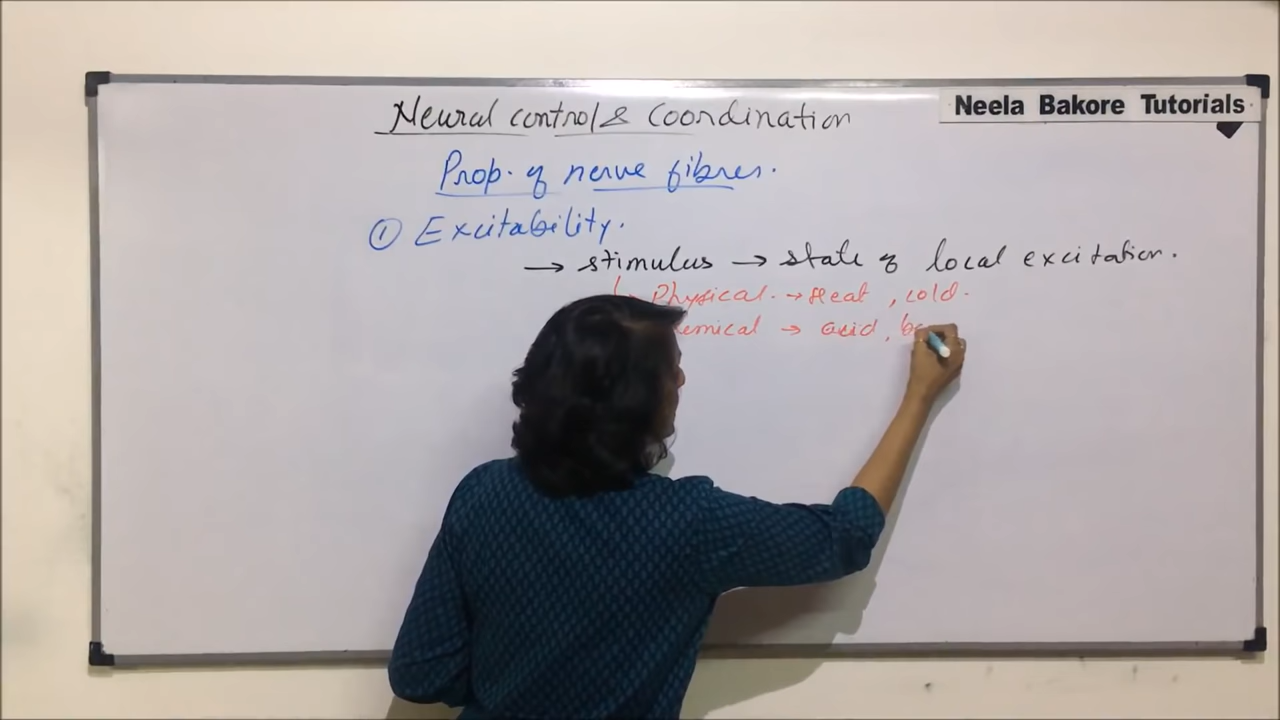 Neural control & Coordination
Neela Bakore Tutorials
Prop. of nerve fibres.
① Excitability.
→ stimulus → state of local excitation.
Physical. → Heat, cold.
emical → acid,